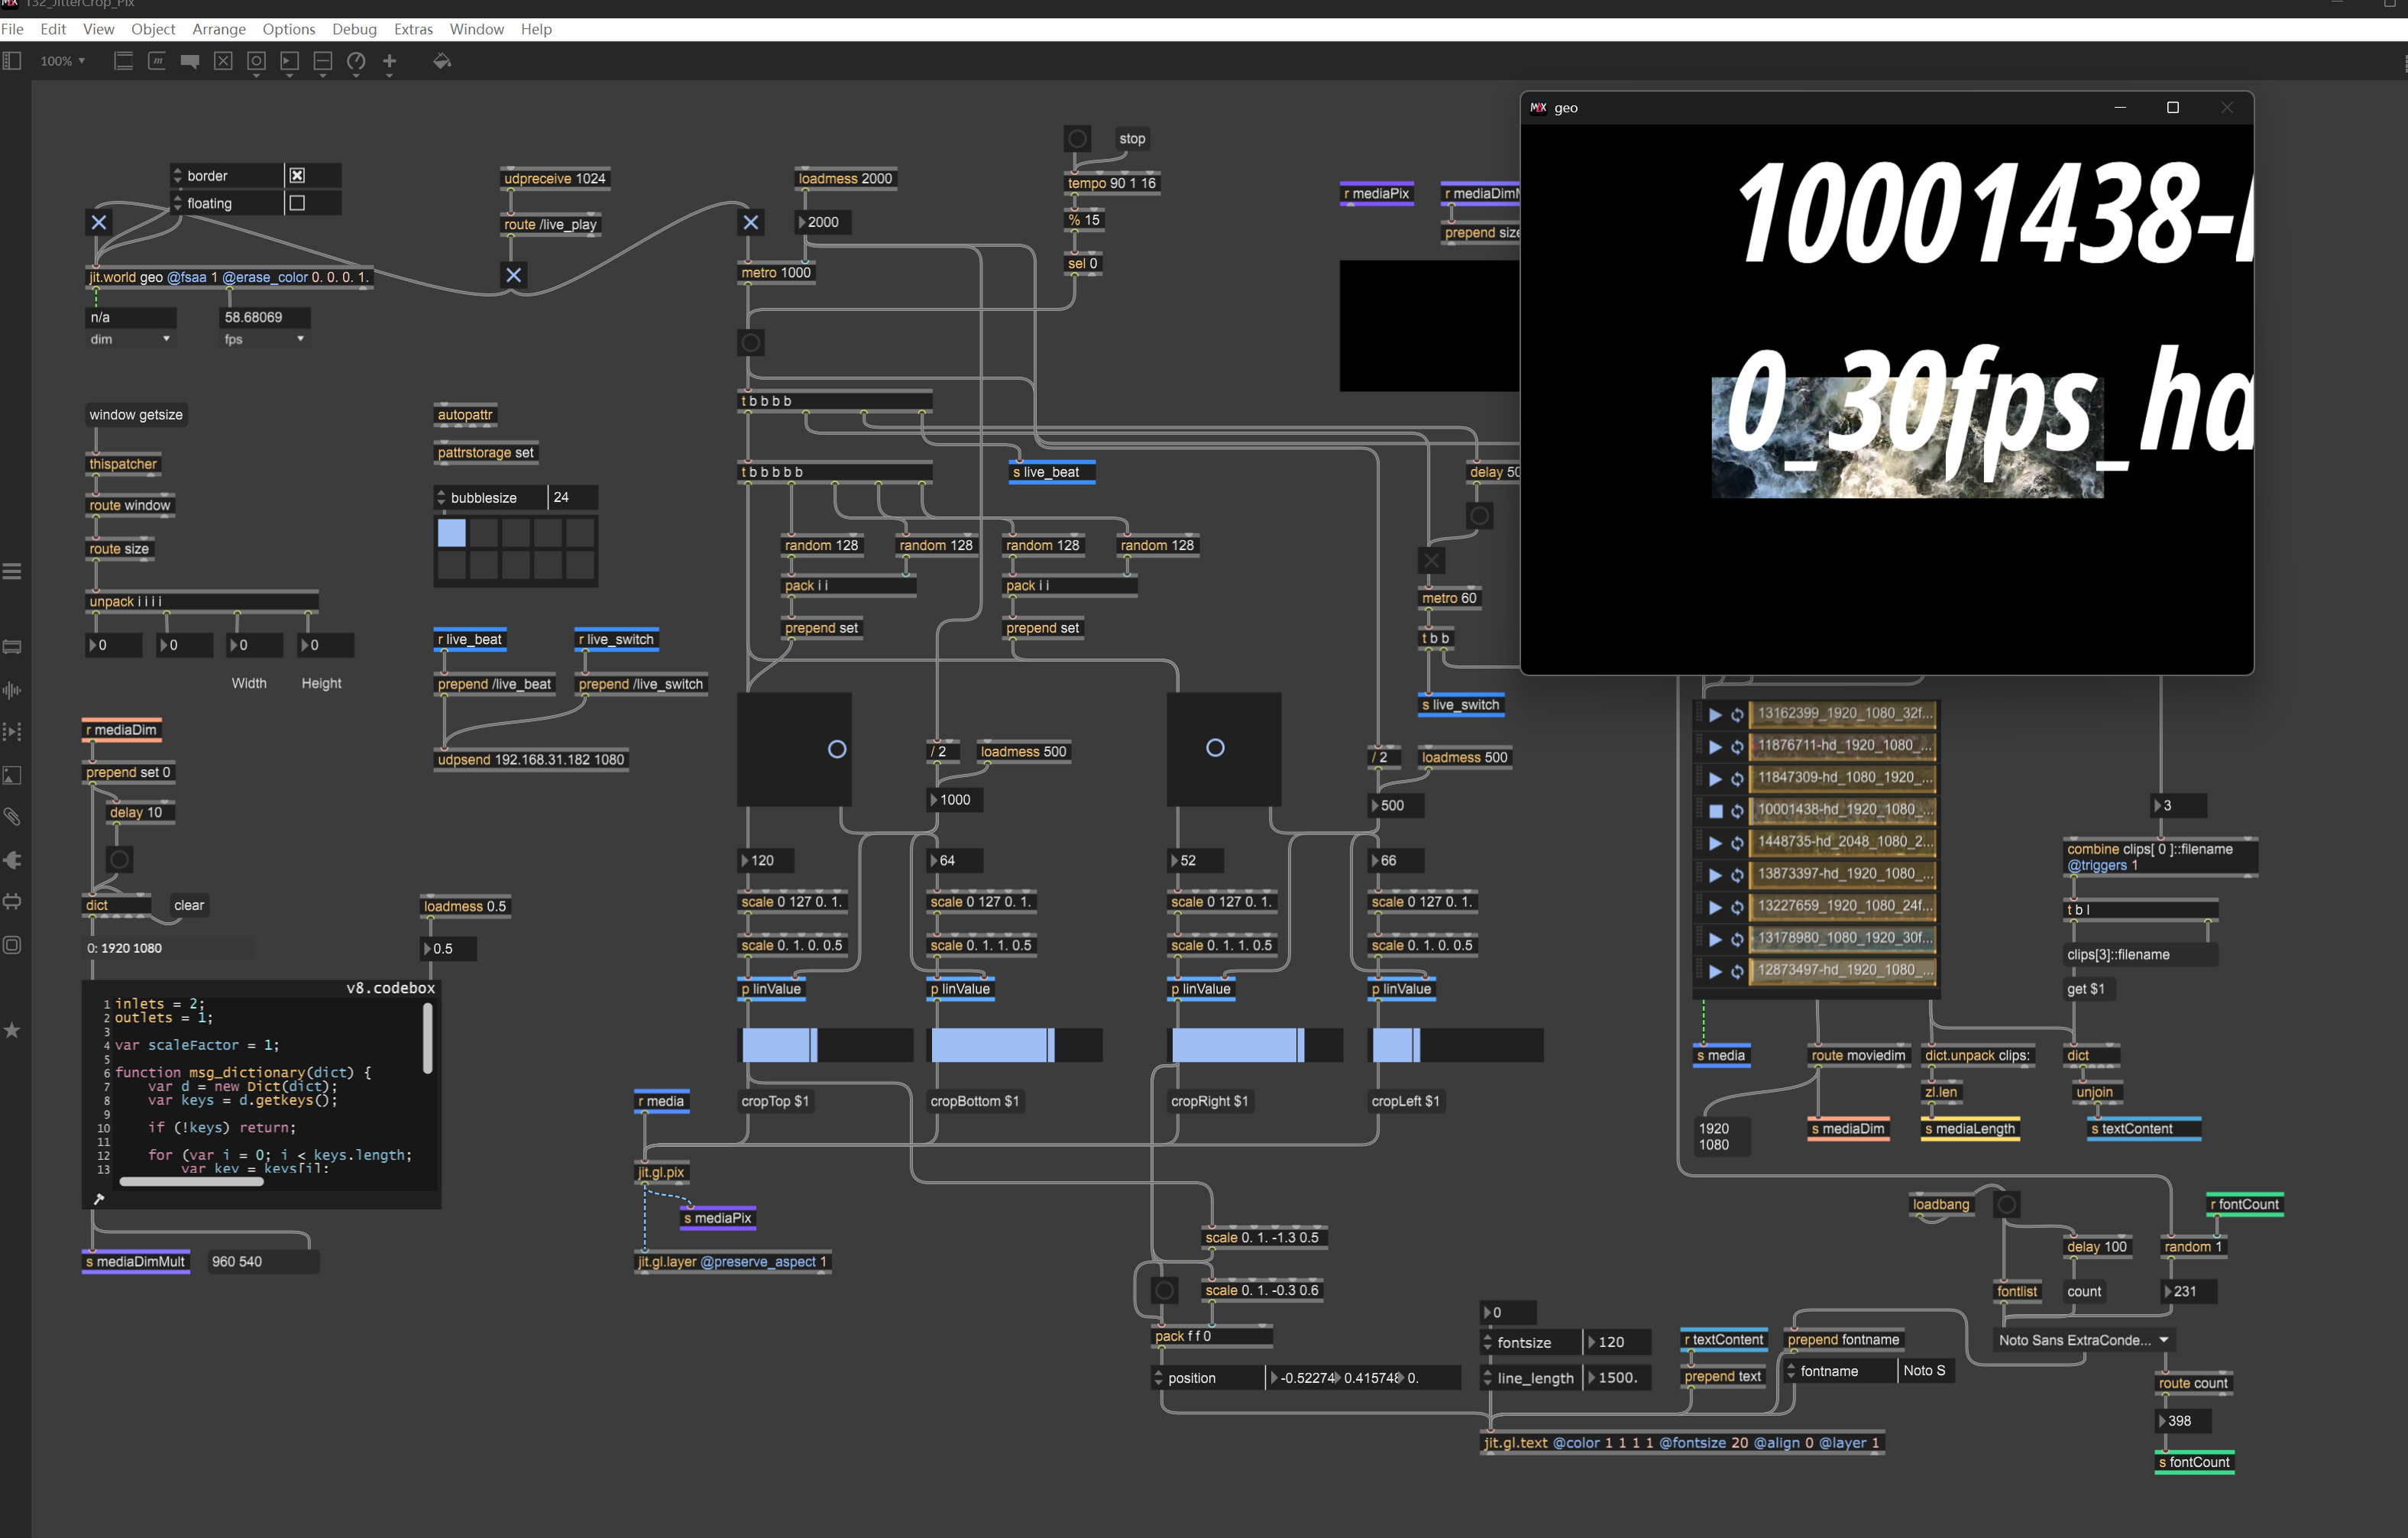 132_JitterCrop_Pix
File Edit View Object Arrange Options Debug Extras Window Help
100%
border
floating
jit.world geo @fsaa 1 @erase_color 0. 0. 0. 1.
n/a
58.68069
dim
fps
udpreceive 1024
route /live_play
loadmess 2000
2000
metro 1000
stop
tempo 90 1 16
% 15
sel 0
r mediaPix
prepend size
geo
10001438-
0_30fps_hd
window getsize
thispatcher
route window
route size
unpack i i i i
0
0
0
0
Width
Height
autopattr
pattrstorage set
bubblesize
24
t b b b b
t b b b b b
s live_beat
random 128
random 128
random 128
random 128
pack i i
pack i i
prepend set
prepend set
metro 60
t b b
s live_switch
r live_beat
r live_switch
prepend /live_beat
prepend /live_switch
udpsend 192.168.31.182 1080
r mediaDim
prepend set 0
delay 10
dict
clear
0: 1920 1080
loadmess 0.5
0.5
/ 2
loadmess 500
1000
/ 2
loadmess 500
500
120
64
52
66
scale 0 127 0. 1.
scale 0 127 0. 1.
scale 0 127 0. 1.
scale 0 127 0. 1.
scale 0. 1. 0. 0.5
scale 0. 1. 1. 0.5
scale 0. 1. 1. 0.5
scale 0. 1. 0. 0.5
p linValue
p linValue
p linValue
p linValue
v8.codebox
1 inlets = 2;
2 outlets = 1;
3
4 var scaleFactor = 1;
5
6 function msg_dictionary(dict) {
7 var d = new Dict(dict);
8 var keys = d.getkeys();
9
10 if (!keys) return;
11
12 for (var i = 0; i < keys.length;
13 var key = keys[i];
s mediaDimMult
960 540
cropTop $1
cropBottom $1
cropRight $1
cropLeft $1
r media
jit.gl.pix
s mediaPix
jit.gl.layer @preserve_aspect 1
13162399_1920_1080_32f...
11876711-hd_1920_1080_...
11847309-hd_1080_1920_...
10001438-hd_1920_1080_...
1448735-hd_2048_1080_2...
13873397-hd_1920_1080_...
13227659_1920_1080_24f...
13178980_1080_1920_30f...
12873497-hd_1920_1080_...
3
combine clips[ 0 ]::filename
@triggers 1
t b l
clips[3]::filename
get $1
s media
route moviedim
dict.unpack clips:
dict
zl.len
unjoin
1920
1080
s mediaDim
s mediaLength
s textContent
scale 0. 1. -1.3 0.5
scale 0. 1. -0.3 0.6
pack f f 0
position
-0.52274
0.415748
0.
0
fontsize
120
line_length
1500.
r textContent
prepend text
prepend fontname
fontname
Noto S
jit.gl.text @color 1 1 1 1 @fontsize 20 @align 0 @layer 1
loadbang
r fontCount
delay 100
random 1
fontlist
count
231
Noto Sans ExtraConde...
route count
398
s fontCount